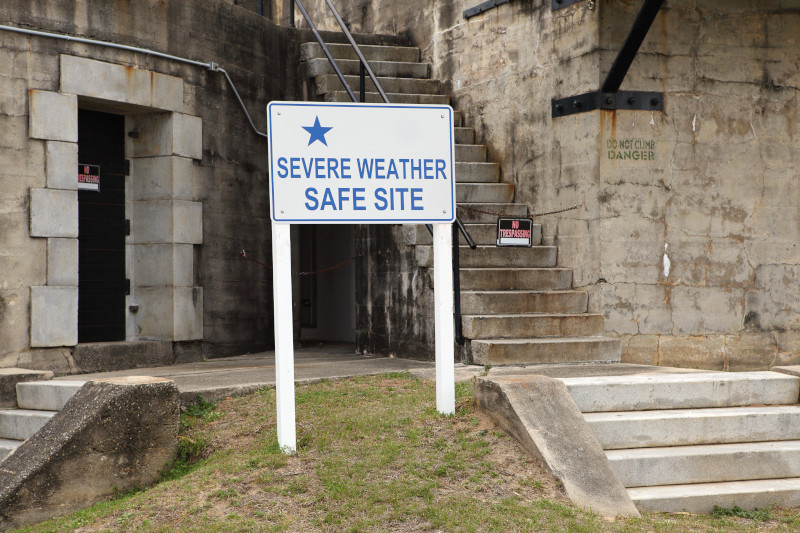 SEVERE WEATHER
SAFE SITE
NO
TRESPASSING
NO
TRESPASSING
DO NOT CLIMB
DANGER